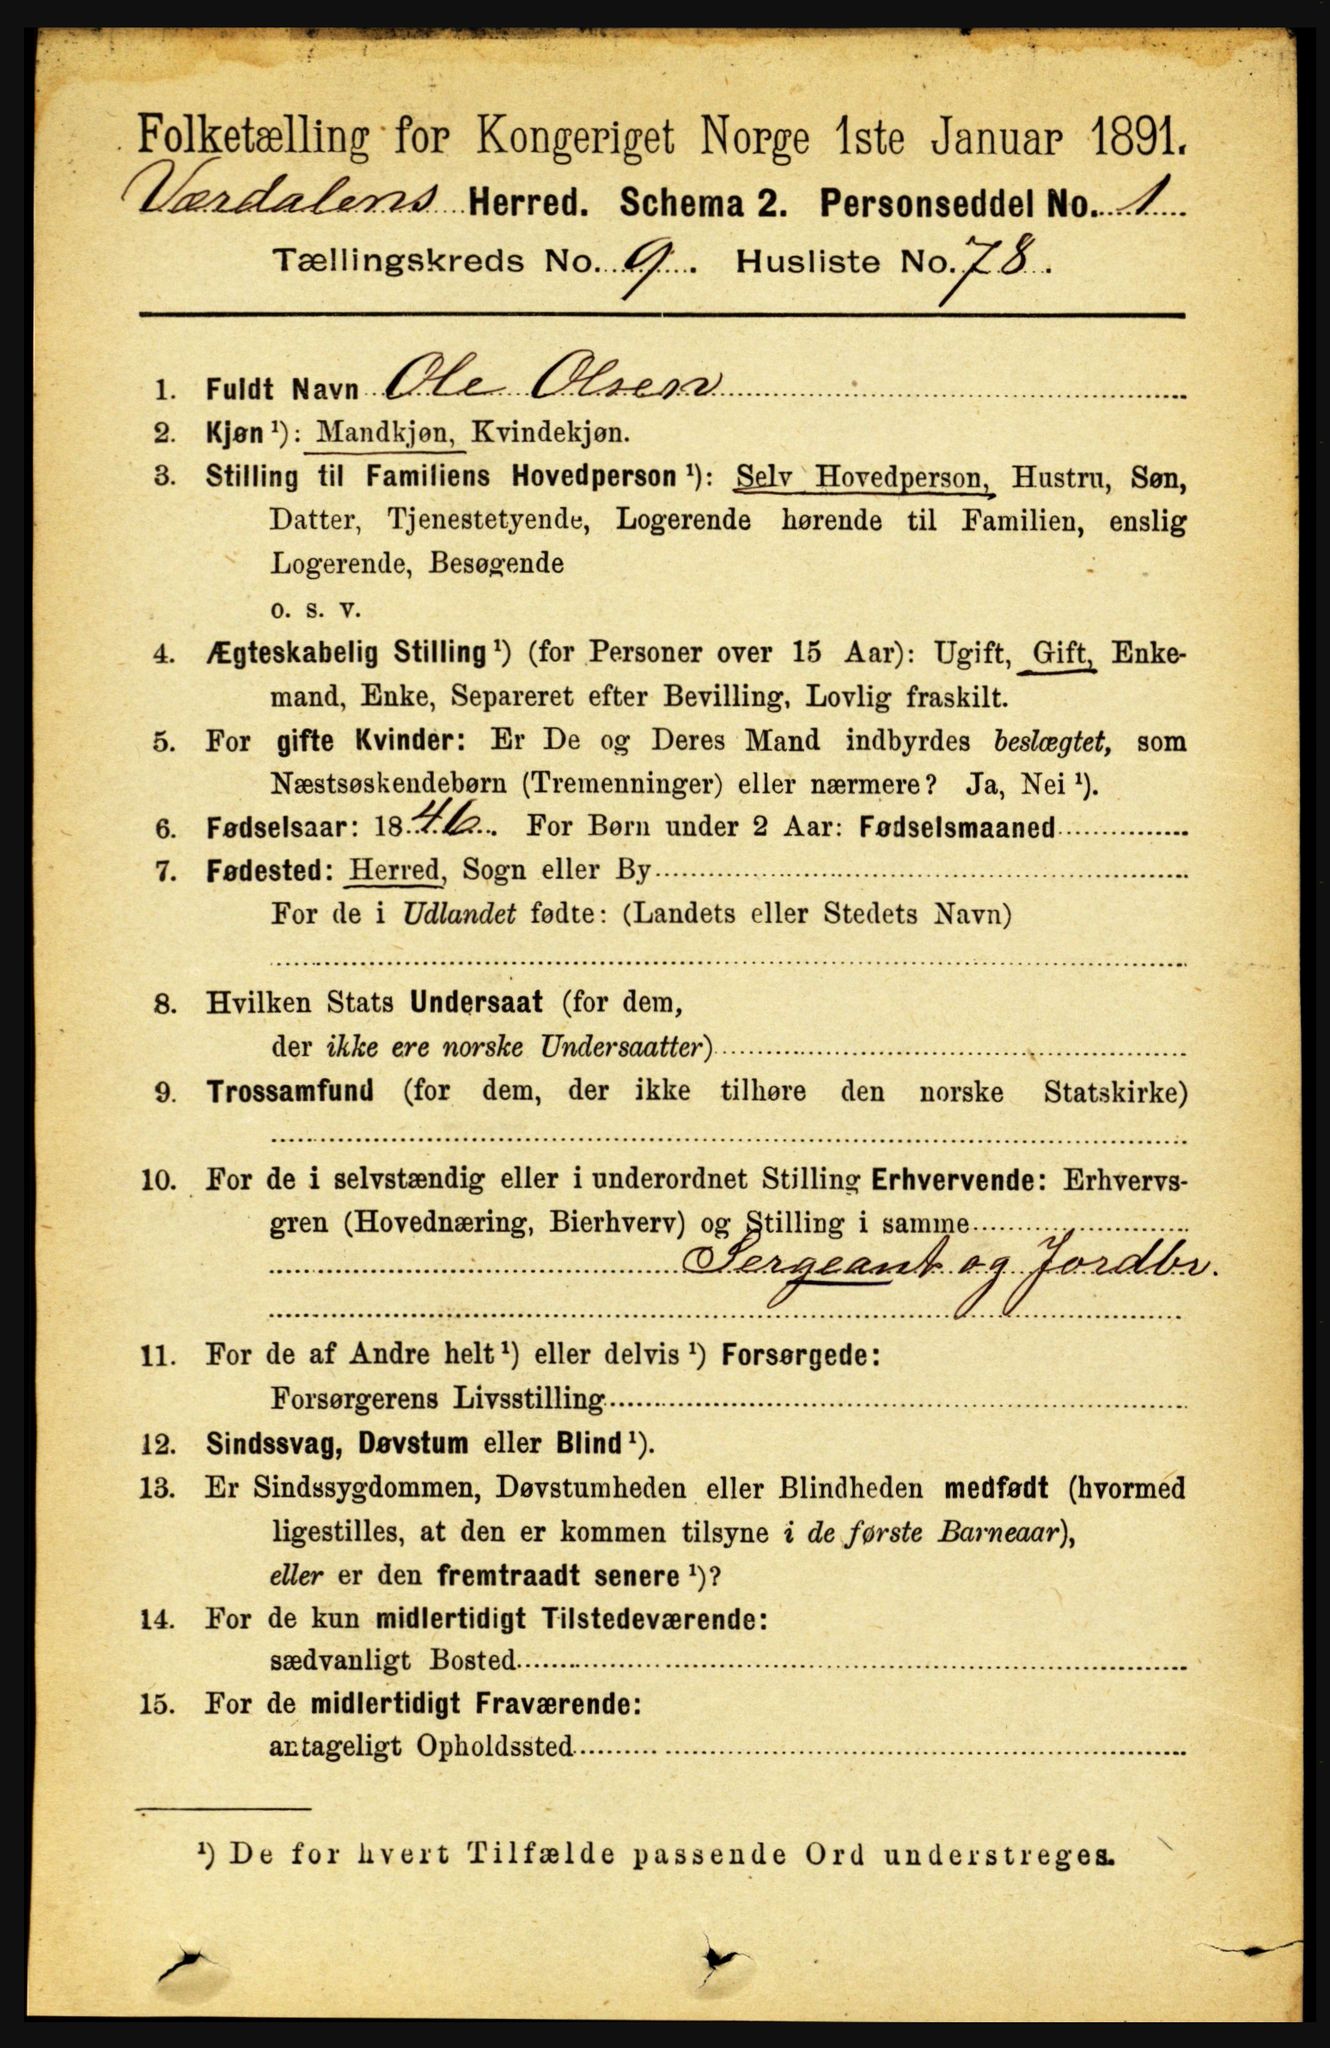 Folketælling for Kongeriget Norge 1ste Januar 1891.
Værdalens Herred. Schema 2. Personseddel No. 1
Tællingskreds No. 9. Husliste No. 78.
1. Fuldt Navn Ole Olsen
2. Kjøn ¹): Mandkjøn, Kvindekjøn.
3. Stilling til Familiens Hovedperson ¹): Selv Hovedperson, Hustru, Søn,
Datter, Tjenestetyende, Logerende hørende til Familien, enslig
Logerende, Besøgende
o. s. v.
4. Ægteskabelig Stilling ¹) (for Personer over 15 Aar): Ugift, Gift, Enke-
mand, Enke, Separeret efter Bevilling, Lovlig fraskilt.
5. For gifte Kvinder: Er De og Deres Mand indbyrdes beslægtet, som
Næstsøskendebørn (Tremenninger) eller nærmere? Ja, Nei ¹).
6. Fødselsaar: 1846. For Børn under 2 Aar: Fødselsmaaned
7. Fødested: Herred, Sogn eller By
For de i Udlandet fødte: (Landets eller Stedets Navn)
8. Hvilken Stats Undersaat (for dem,
der ikke ere norske Undersaatter)
9. Trossamfund (for dem, der ikke tilhøre den norske Statskirke)
10. For de i selvstændig eller i underordnet Stilling Erhvervende: Erhvervs-
gren (Hovednæring, Bierhverv) og Stilling i samme
Sergeant og Jordbr.
11. For de af Andre helt ¹) eller delvis ¹) Forsørgede:
Forsørgerens Livsstilling
12. Sindssvag, Døvstum eller Blind ¹).
13. Er Sindssygdommen, Døvstumheden eller Blindheden medfødt (hvormed
ligestilles, at den er kommen tilsyne i de første Barneaar),
eller er den fremtraadt senere ¹)?
14. For de kun midlertidigt Tilstedeværende:
sædvanligt Bosted
15. For de midlertidigt Fraværende:
antageligt Opholdssted
¹) De for hvert Tilfælde passende Ord understreges.